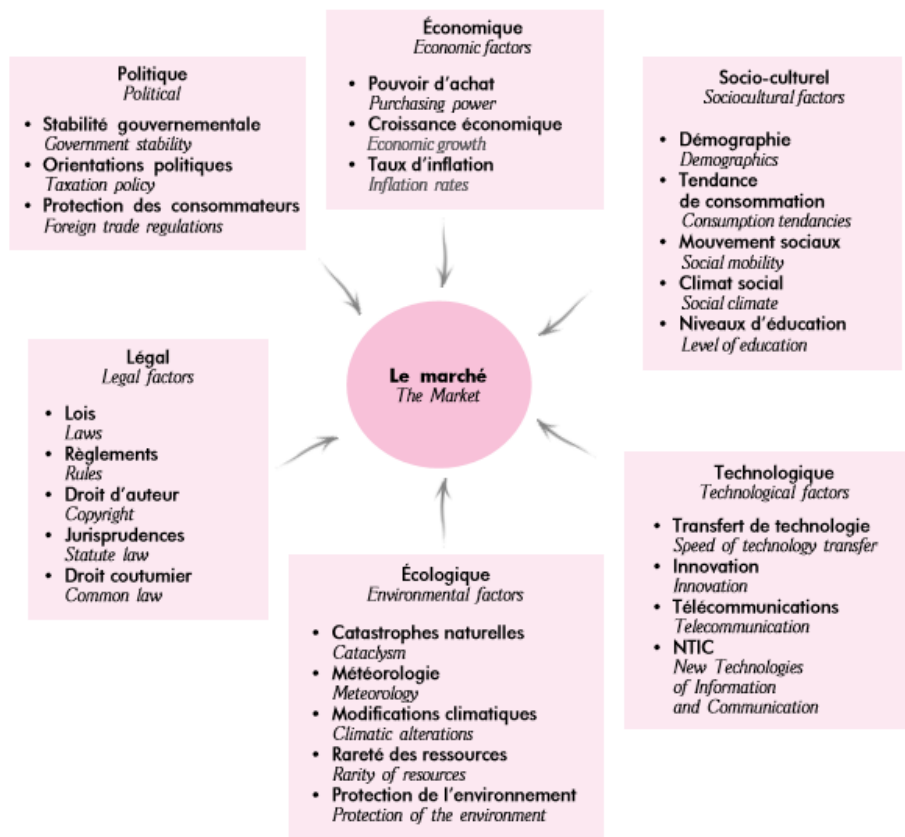 Économique
Economic factors
• Pouvoir d'achat
Purchasing power
• Croissance économique
Economic growth
• Taux d'inflation
Inflation rates
Politique
Political
• Stabilité gouvernementale
Government stability
• Orientations politiques
Taxation policy
• Protection des consommateurs
Foreign trade regulations
Socio-culturel
Sociocultural factors
• Démographie
Demographics
• Tendance
de consommation
Consumption tendancies
• Mouvement sociaux
Social mobility
• Climat social
Social climate
• Niveaux d'éducation
Level of education
Le marché
The Market
Légal
Legal factors
• Lois
Laws
• Règlements
Rules
• Droit d'auteur
Copyright
• Jurisprudences
Statute law
• Droit coutumier
Common law
Technologique
Technological factors
• Transfert de technologie
Speed of technology transfer
• Innovation
Innovation
• Télécommunications
Telecommunication
• NTIC
New Technologies
of Information
and Communication
Écologique
Environmental factors
• Catastrophes naturelles
Cataclysm
• Météorologie
Meteorology
• Modifications climatiques
Climatic alterations
• Rareté des ressources
Rarity of resources
• Protection de l'environnement
Protection of the environment